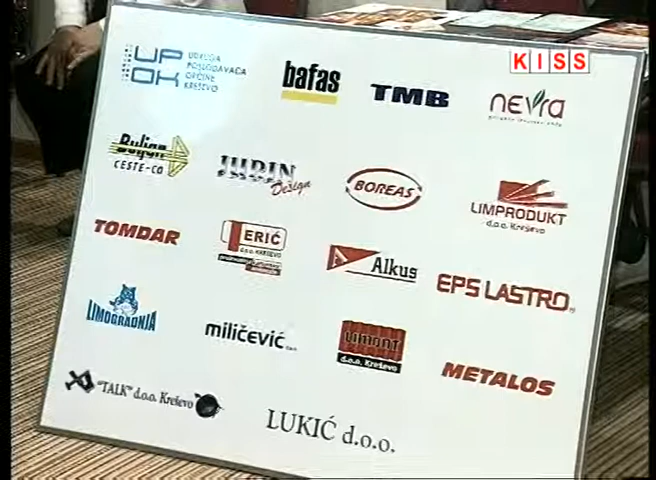 KISS
UP
OK
UDRUGA
POSLODAVACA
OPĆINE
KREŠEVO
bafas
TMB
nevra
Buljan
CESTE-CO
JURIN
Design
BOREAS
LIMPRODUKT
d.o.o. Kreševo
TOMDAR
ERIĆ
d.o.o. KREŠEVO
Alkus
EPS LASTRO
LIMOGRADNJA
miličević
LIMONT
d.o.o. Kreševo
METALOS
"TALK" d.o.o. Kreševo
LUKIĆ d.o.o.